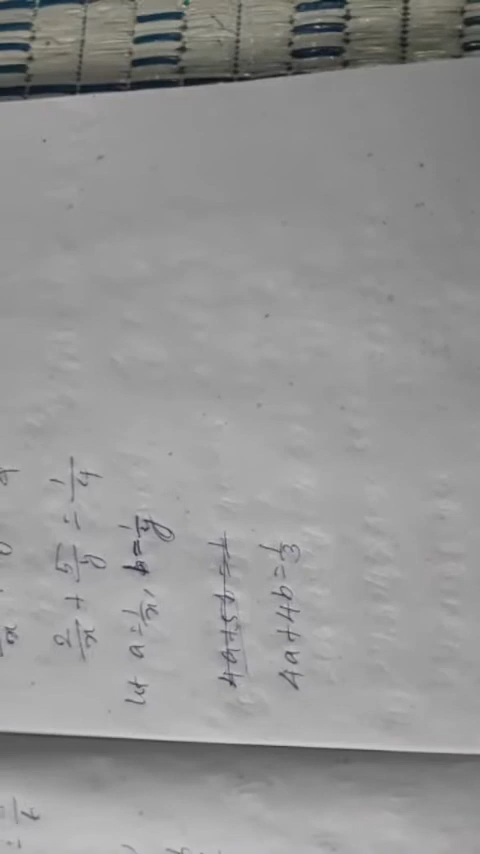 2/x + 5/y = 1/4
let a = 1/x, b = 1/y
4a + 5b = 1
4a + 4b = 1/3